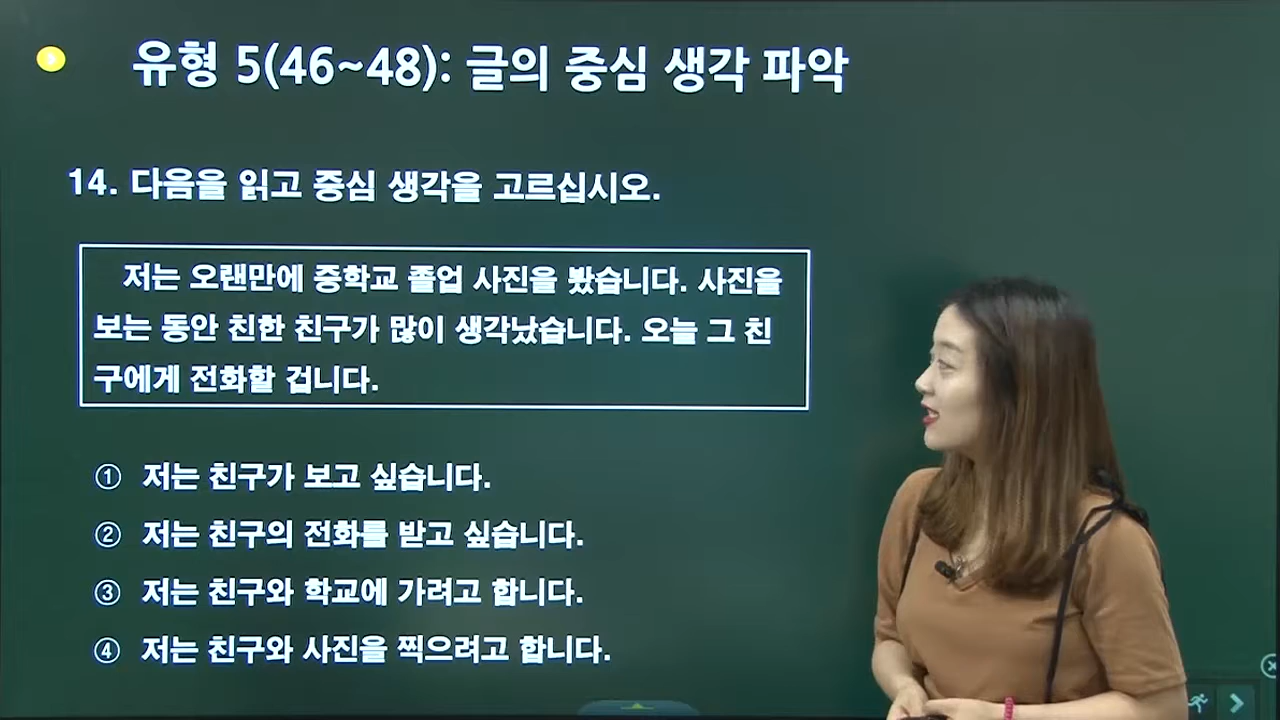 유형 5(46~48): 글의 중심 생각 파악
14. 다음을 읽고 중심 생각을 고르십시오.
저는 오랜만에 중학교 졸업 사진을 봤습니다. 사진을
보는 동안 친한 친구가 많이 생각났습니다. 오늘 그 친
구에게 전화할 겁니다.
① 저는 친구가 보고 싶습니다.
② 저는 친구의 전화를 받고 싶습니다.
③ 저는 친구와 학교에 가려고 합니다.
④ 저는 친구와 사진을 찍으려고 합니다.